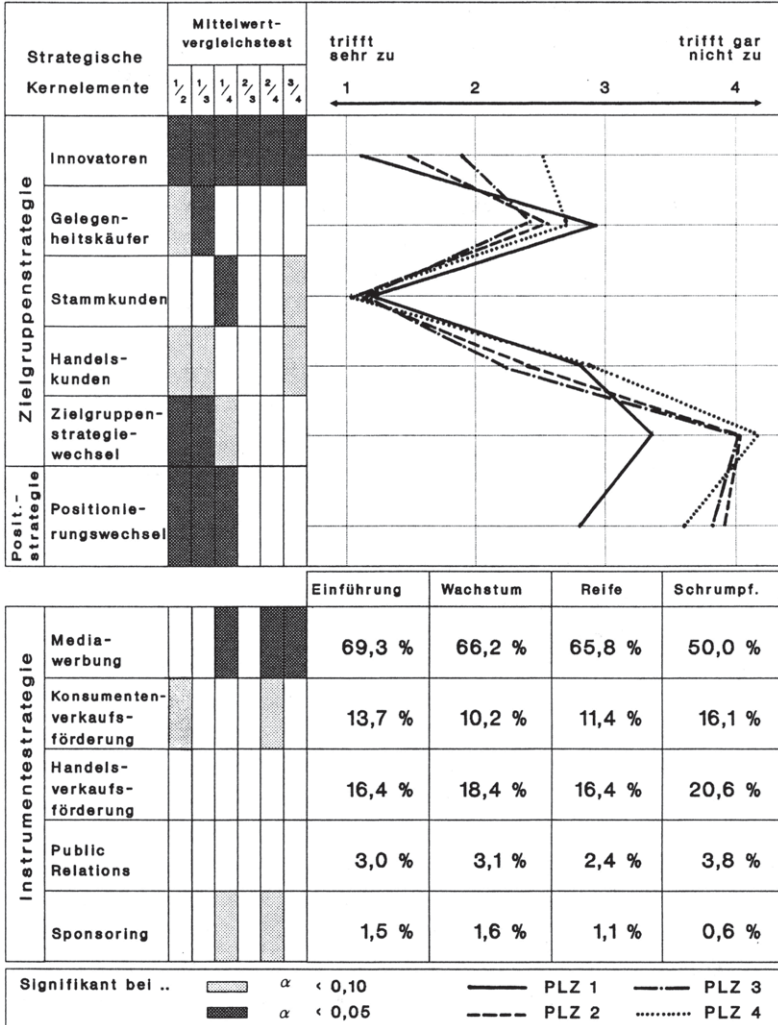 Strategische
Kernelemente
Mittelwert-
vergleichstest
1/2 1/3 1/4 2/3 2/4 3/4
trifft
sehr zu
trifft gar
nicht zu
1 2 3 4
Zielgruppenstrategie
Innovatoren
Gelegen-
heitskäufer
Stammkunden
Handels-
kunden
Zielgruppen-
strategie-
wechsel
Posit.-
strategie
Positionie-
rungswechsel
Einführung Wachstum Reife Schrumpf.
Instrumentestrategie
Media-
werbung
69,3 % 66,2 % 65,8 % 50,0 %
Konsumenten-
verkaufs-
förderung
13,7 % 10,2 % 11,4 % 16,1 %
Handels-
verkaufs-
förderung
16,4 % 18,4 % 16,4 % 20,6 %
Public
Relations
3,0 % 3,1 % 2,4 % 3,8 %
Sponsoring
1,5 % 1,6 % 1,1 % 0,6 %
Signifikant bei .. α < 0,10 PLZ 1 PLZ 3
α < 0,05 PLZ 2 PLZ 4